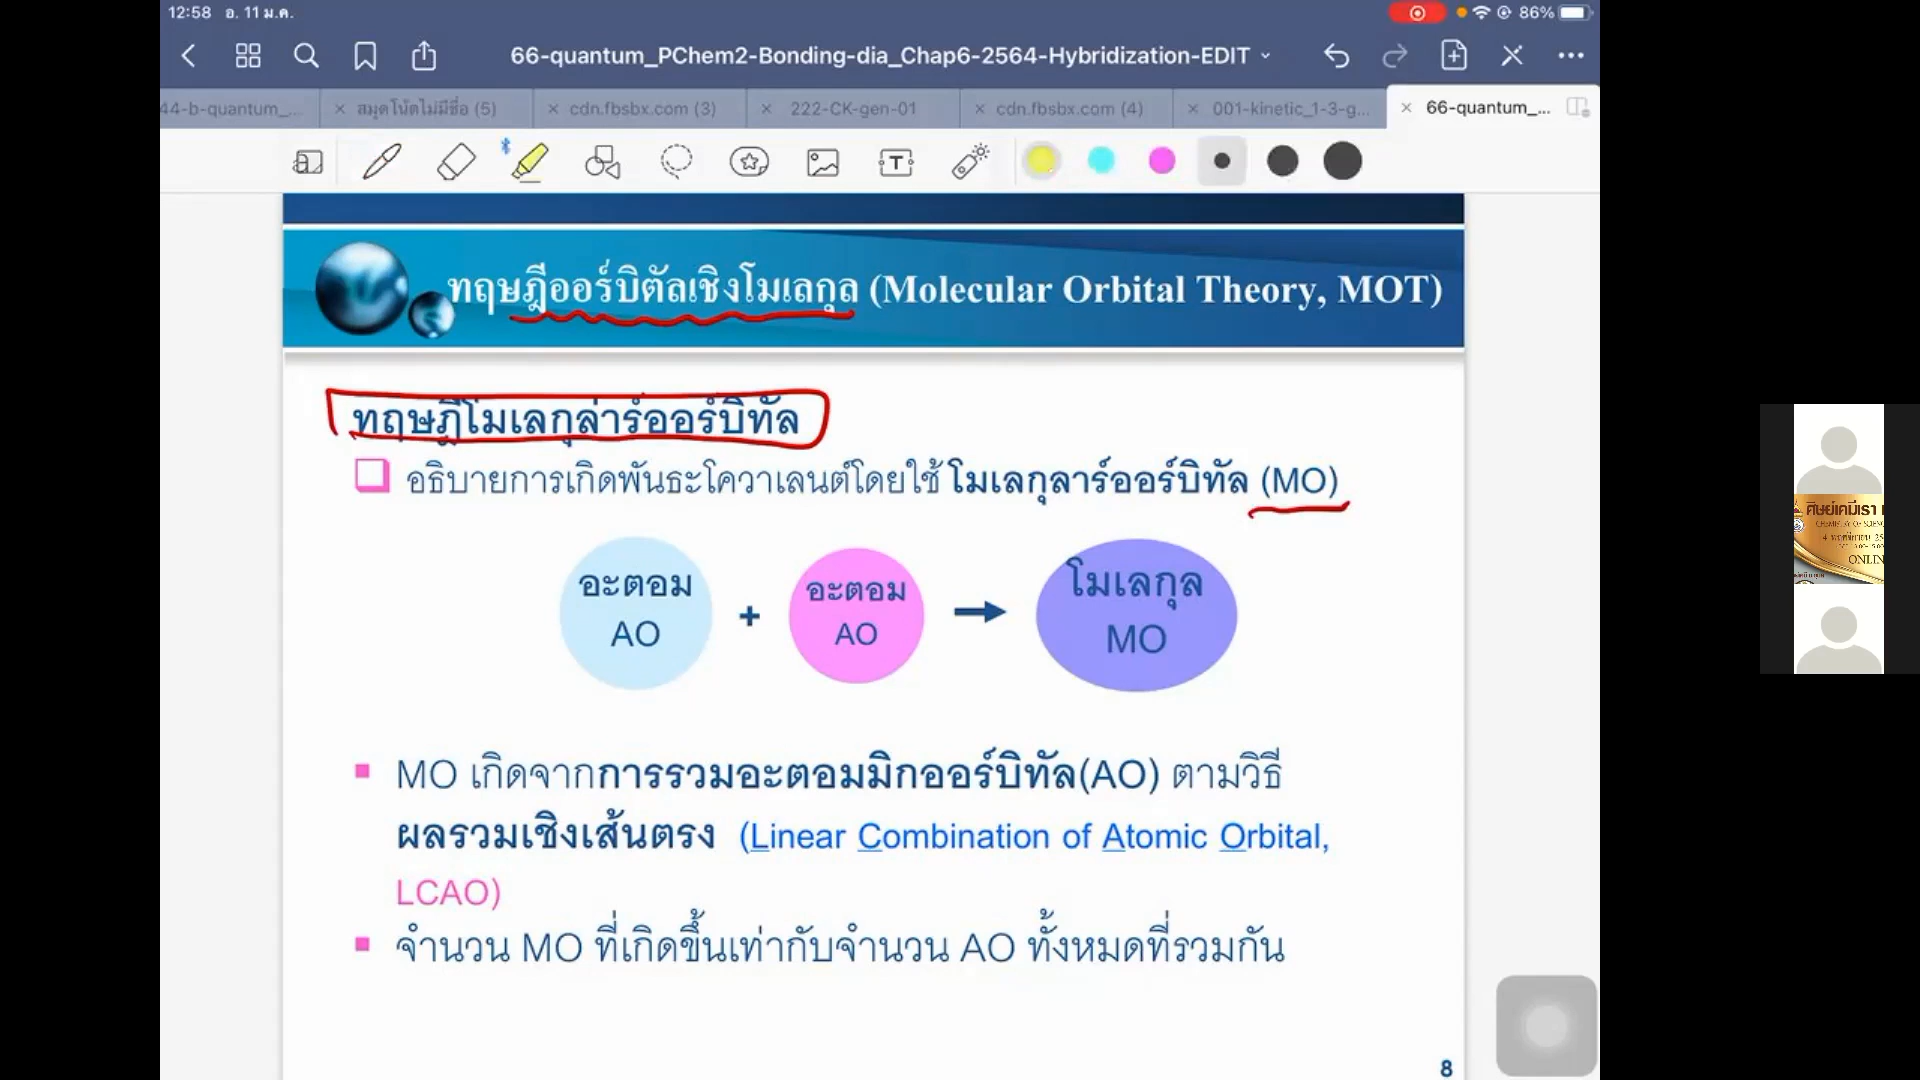 12:58 อ. 11 ม.ค.
86%
66-quantum_PChem2-Bonding-dia_Chap6-2564-Hybridization-EDIT
44-b-quantum_...
สมุดโน้ตไม่มีชื่อ (5)
cdn.fbsbx.com (3)
222-CK-gen-01
cdn.fbsbx.com (4)
001-kinetic_1-3-g...
66-quantum_...
ทฤษฎีออร์บิตัลเชิงโมเลกุล (Molecular Orbital Theory, MOT)
ทฤษฎีโมเลกุล่าร์ออร์บิทัล
อธิบายการเกิดพันธะโควาเลนต์โดยใช้ โมเลกุลาร์ออร์บิทัล (MO)
อะตอม
AO
+
อะตอม
AO
โมเลกุล
MO
MO เกิดจากการรวมอะตอมมิกออร์บิทัล(AO) ตามวิธี
ผลรวมเชิงเส้นตรง (Linear Combination of Atomic Orbital,
LCAO)
จำนวน MO ที่เกิดขึ้นเท่ากับจำนวน AO ทั้งหมดที่รวมกัน
8
ศิษย์เคมีเรา
ONLIN